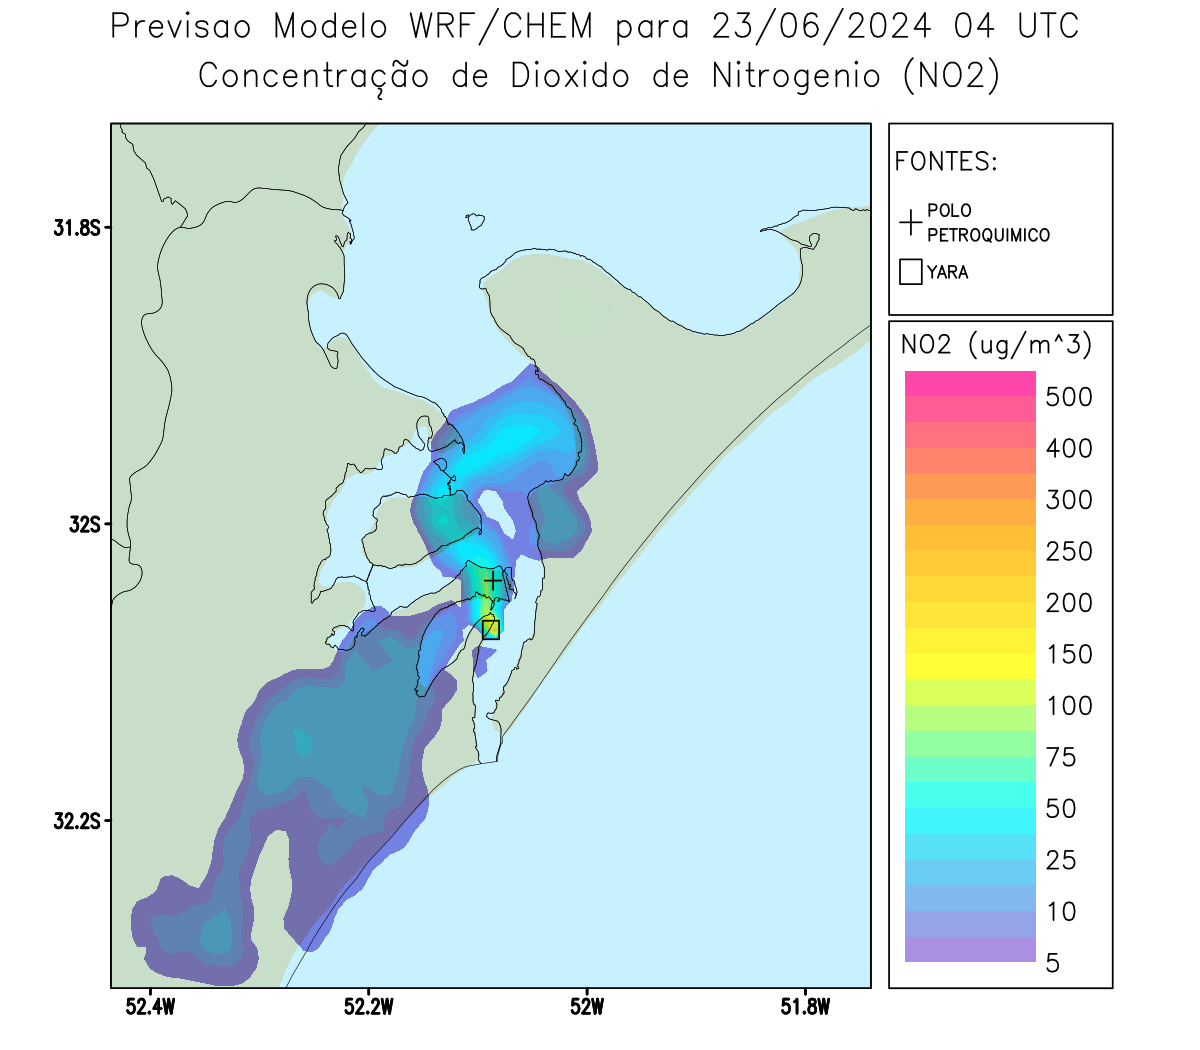 Previsao Modelo WRF/CHEM para 23/06/2024 04 UTC
Concentração de Dioxido de Nitrogenio (NO2)
FONTES:
POLO
PETROQUIMICO
YARA
NO2 (ug/m^3)
500
400
300
250
200
150
100
75
50
25
10
5
31.8S
32S
32.2S
52.4W
52.2W
52W
51.8W